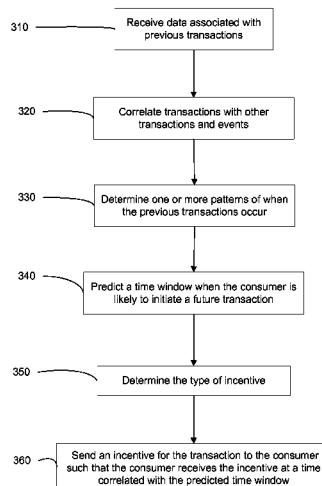 310
Receive data associated with
previous transactions
320
Correlate transactions with other
transactions and events
330
Determine one or more patterns of when
the previous transactions occur
340
Predict a time window when the consumer is
likely to initiate a future transaction
350
Determine the type of incentive
360
Send an incentive for the transaction to the consumer
such that the consumer receives the incentive at a time
correlated with the predicted time window